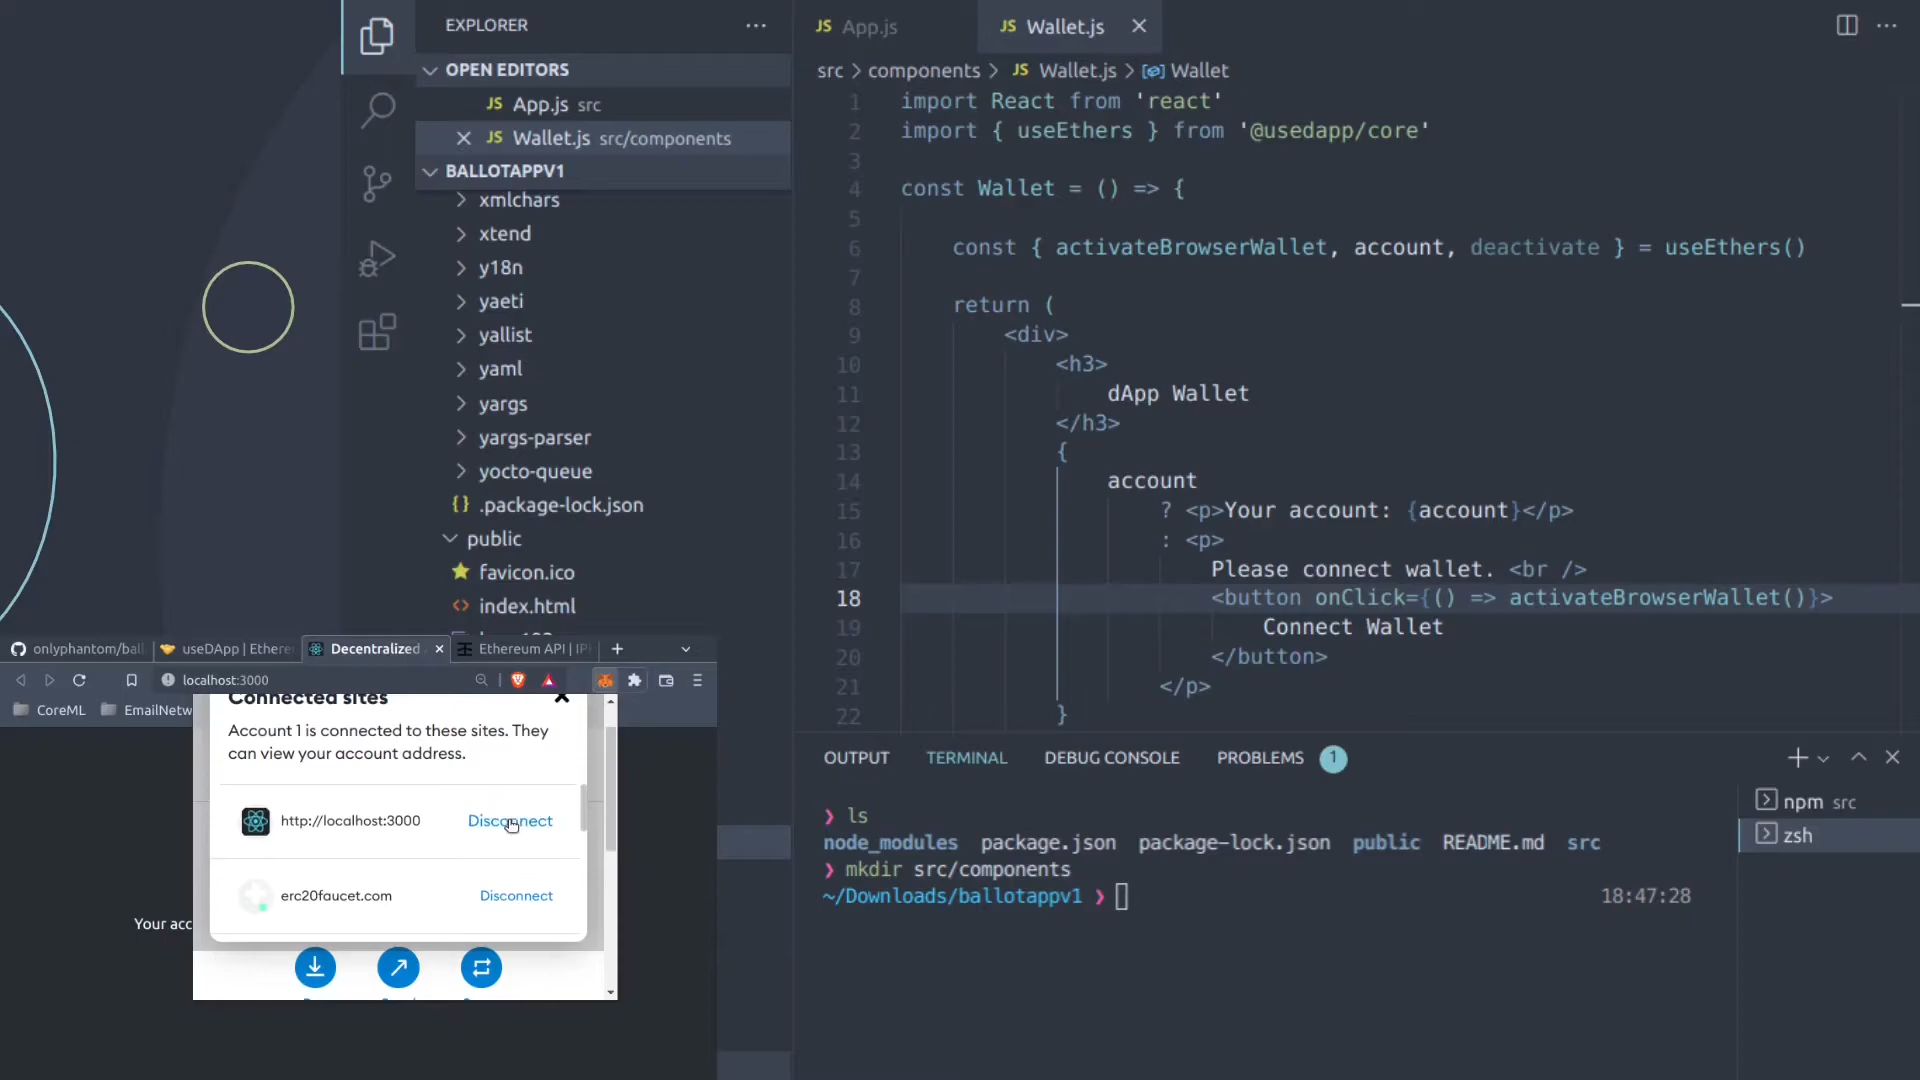 EXPLORER
OPEN EDITORS
JS App.js src
JS Wallet.js src/components
BALLOTAPPV1
xmlchars
xtend
y18n
yaeti
yallist
yaml
yargs
yargs-parser
yocto-queue
{} .package-lock.json
public
favicon.ico
<> index.html
JS App.js
JS Wallet.js
src > components > JS Wallet.js > Wallet
1 import React from 'react'
2 import { useEthers } from '@usedapp/core'
3
4 const Wallet = () => {
5
6 const { activateBrowserWallet, account, deactivate } = useEthers()
7
8 return (
9 <div>
10 <h3>
11 dApp Wallet
12 </h3>
13 {
14 account
15 ? <p>Your account: {account}</p>
16 : <p>
17 Please connect wallet. <br />
18 <button onClick={() => activateBrowserWallet()}>
19 Connect Wallet
20 </button>
21 </p>
22 }
OUTPUT TERMINAL DEBUG CONSOLE PROBLEMS 1
❯ ls
node_modules package.json package-lock.json public README.md src
❯ mkdir src/components
~/Downloads/ballotappv1 ❯ 18:47:28
npm src
zsh
onlyphantom/ball useDApp | Ethere Decentralized Ethereum API | IP
localhost:3000
CoreML EmailNetw
Connected sites
Account 1 is connected to these sites. They
can view your account address.
http://localhost:3000 Disconnect
erc20faucet.com Disconnect
Your acc